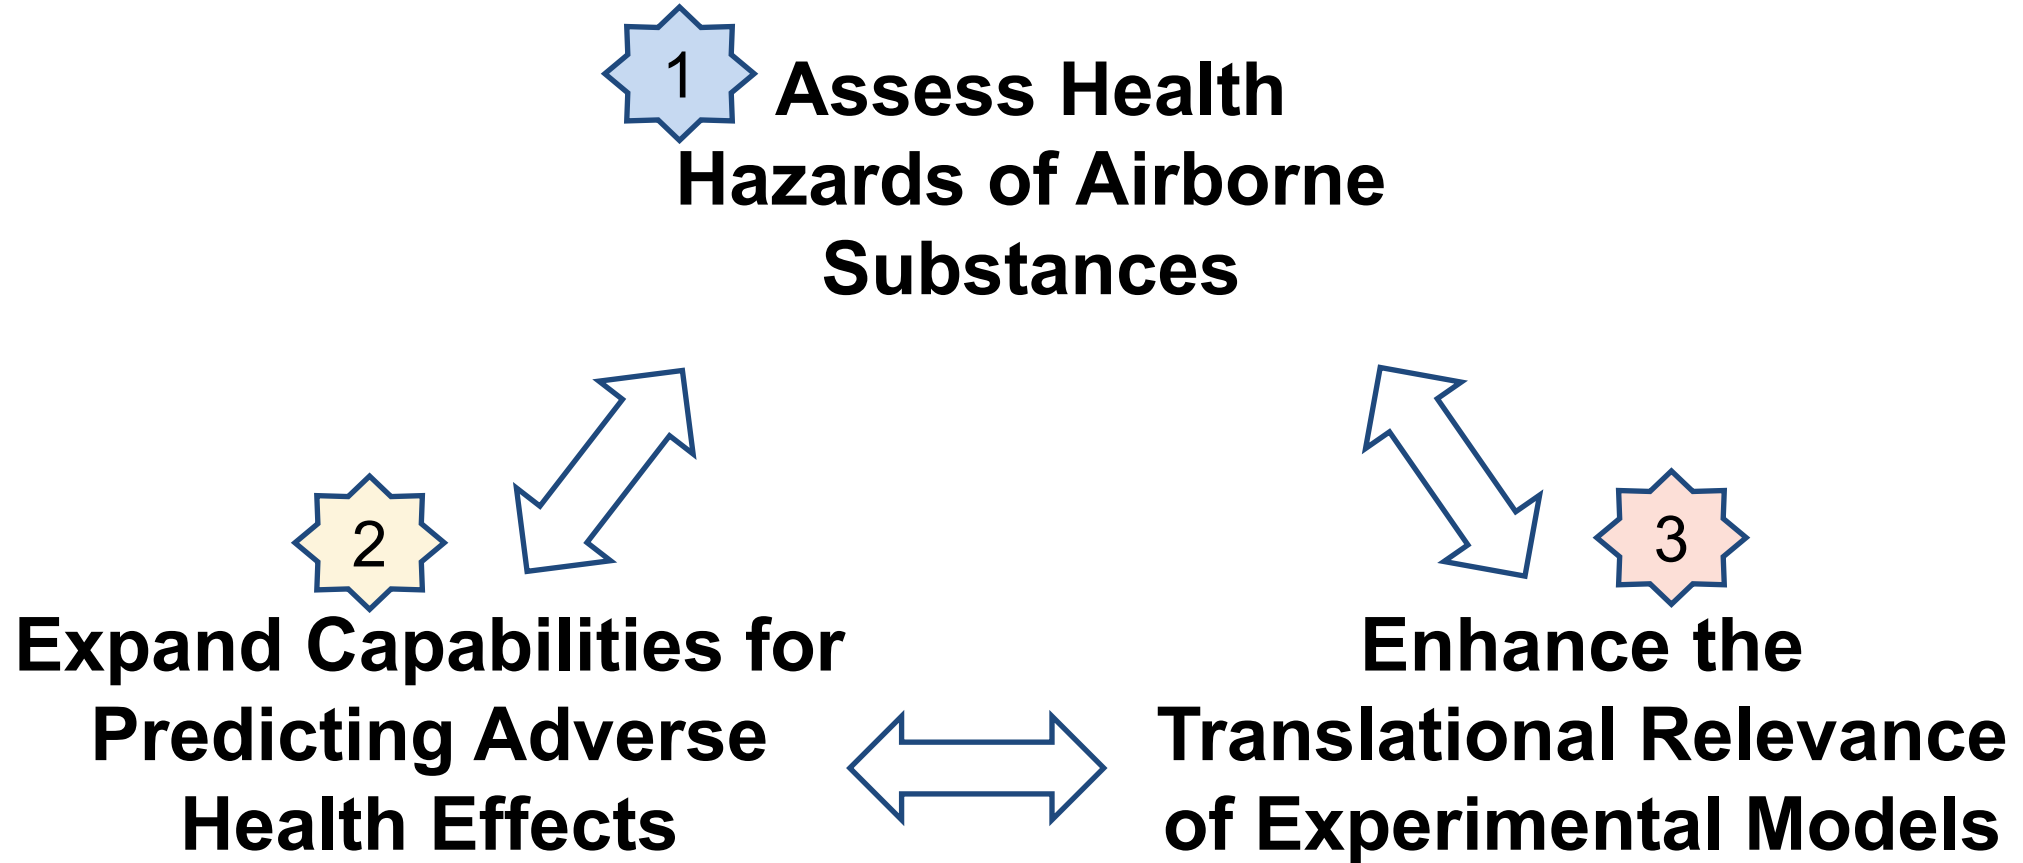 1
Assess Health
Hazards of Airborne
Substances
2
Expand Capabilities for
Predicting Adverse
Health Effects
3
Enhance the
Translational Relevance
of Experimental Models